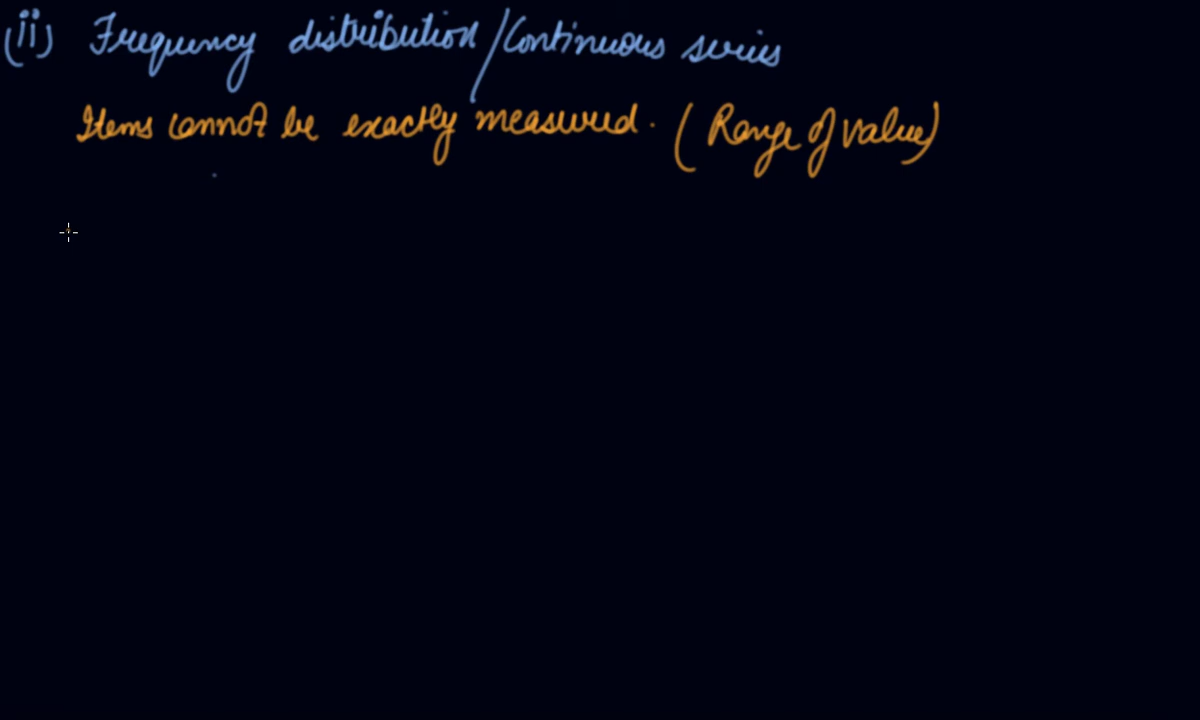 (ii) Frequency distribution/Continuous series
Items cannot be exactly measured. (Range of value)